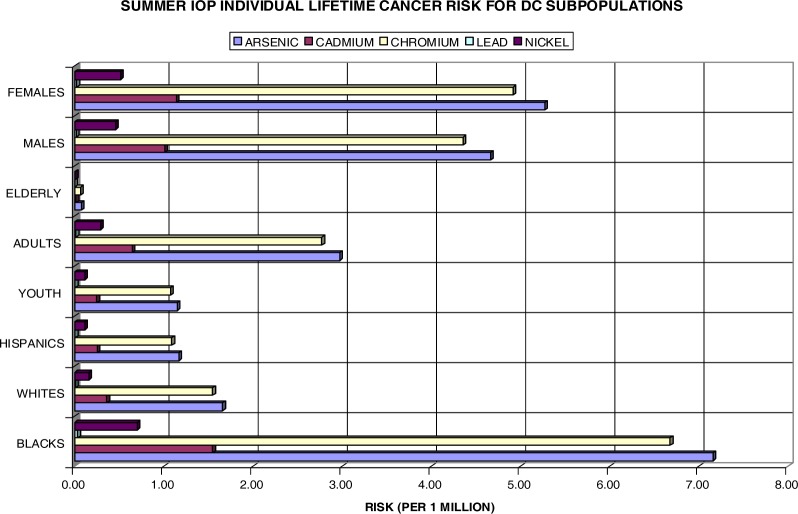 SUMMER IOP INDIVIDUAL LIFETIME CANCER RISK FOR DC SUBPOPULATIONS
ARSENIC CADMIUM CHROMIUM LEAD NICKEL
FEMALES
MALES
ELDERLY
ADULTS
YOUTH
HISPANICS
WHITES
BLACKS
0.00 1.00 2.00 3.00 4.00 5.00 6.00 7.00 8.00
RISK (PER 1 MILLION)